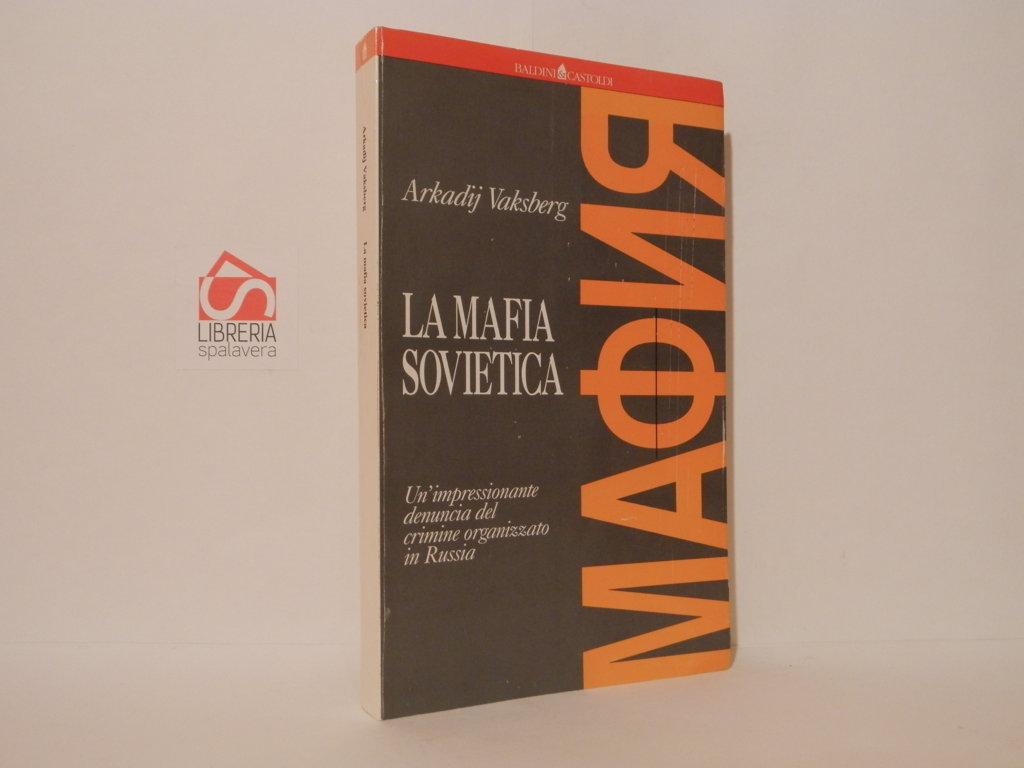 BALDINI&CASTOLDI
Arkadij Vaksberg
LA MAFIA
SOVIETICA
Un'impressionante
denuncia del
crimine organizzato
in Russia
МАФИЯ
Arkadij Vaksberg La mafia sovietica
LIBRERIA
spalavera